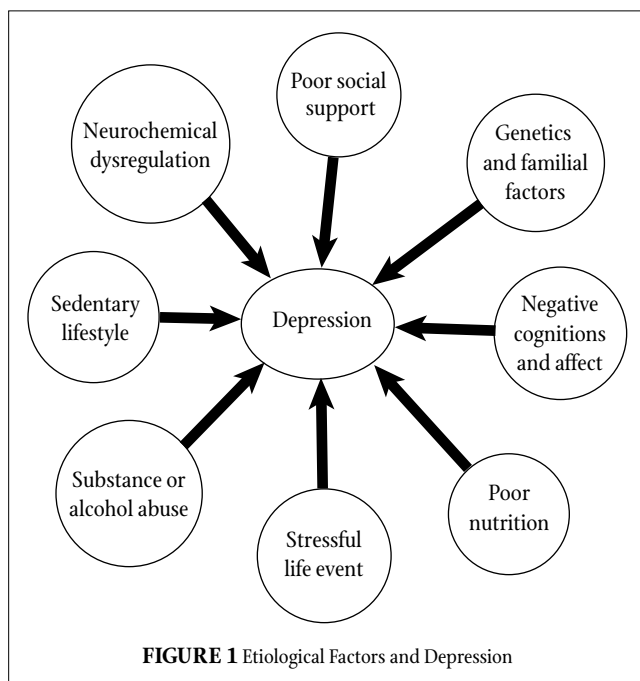 Poor social
support
Neurochemical
dysregulation
Genetics
and familial
factors
Sedentary
lifestyle
Depression
Negative
cognitions
and affect
Substance or
alcohol abuse
Stressful
life event
Poor
nutrition
FIGURE 1 Etiological Factors and Depression